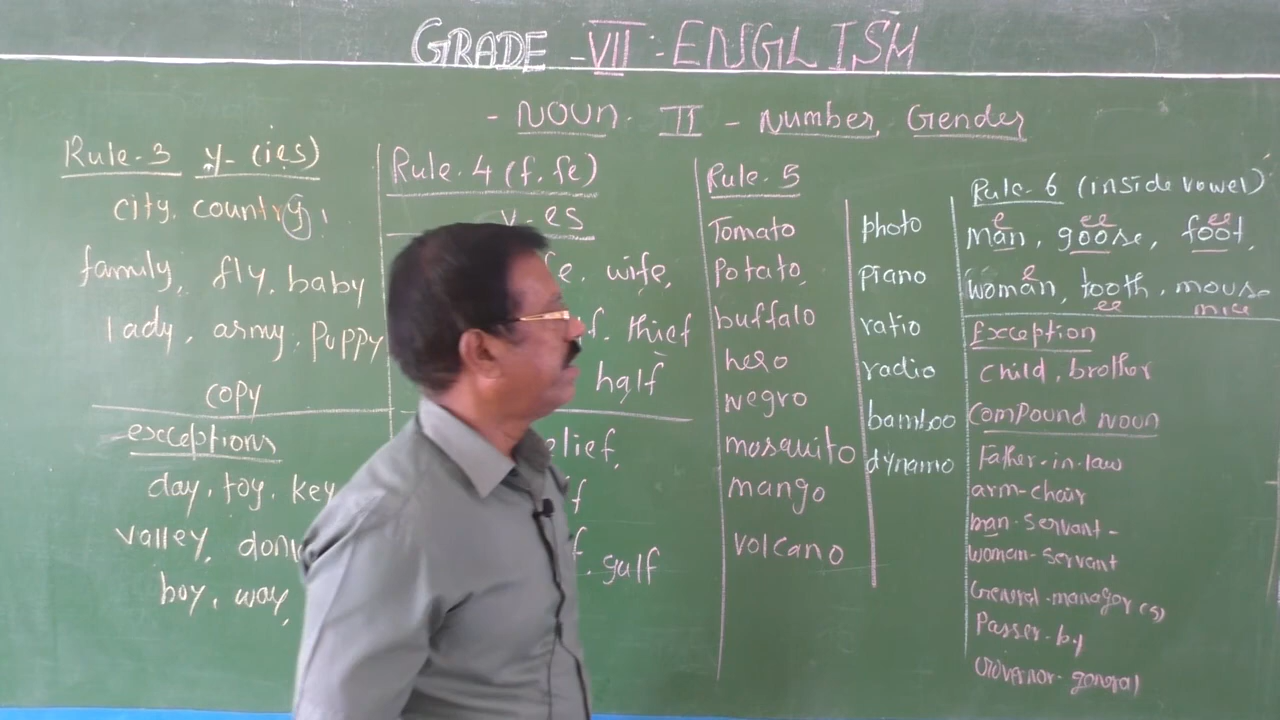 GRADE - VII - ENGLISH
- NOUN. II - Number, Gender
Rule. 3 y- (ies)
city, country,
family, fly, baby
lady, army, puppy
copy
exceptions
day, toy, key
valley,
boy, way,
Rule. 4 (f, fe)
v-es
wife,
thief
half
gulf
Rule. 5
Tomato
Potato
buffalo
hero
negro
mosquito
mango
volcano
photo
piano
ratio
radio
bamboo
dynamo
Rule. 6 (inside vowel)
e ee ee
man, goose, foot,
e
woman, tooth, mouse
ee mice
Exception
child, brother
Compound noun
Father-in-law
arm-chair
man-servant-
woman-servant
General-manager(s)
Passer-by
Governor-general